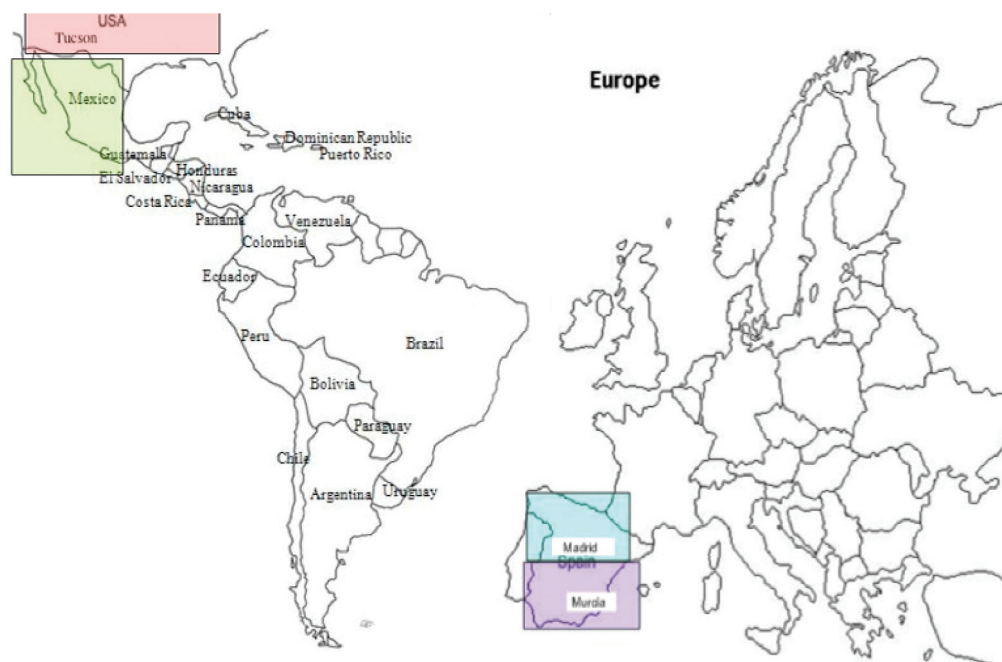 USA
Tucson
Mexico
Cuba
Dominican Republic
Puerto Rico
Guatemala
Honduras
El Salvador
Nicaragua
Costa Rica
Panama
Venezuela
Colombia
Ecuador
Peru
Brazil
Bolivia
Paraguay
Chile
Argentina
Uruguay
Europe
Madrid
Spain
Murcia